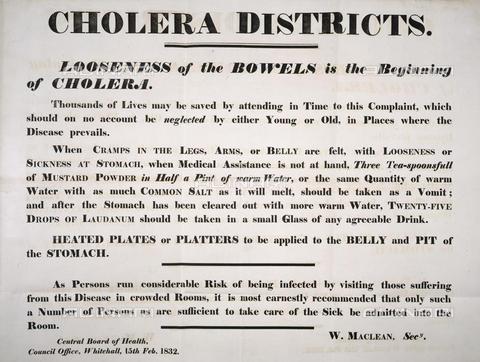 CHOLERA DISTRICTS.
LOOSENESS of the BOWELS is the Beginning
of CHOLERA.
Thousands of Lives may be saved by attending in Time to this Complaint, which
should on no account be neglected by either Young or Old, in Places where the
Disease prevails.
When CRAMPS IN THE LEGS, ARMS, or BELLY are felt, with LOOSENESS or
SICKNESS AT STOMACH, when Medical Assistance is not at hand, Three Tea-spoonsfull
of MUSTARD POWDER in Half a Pint of warm Water, or the same Quantity of warm
Water with as much COMMON SALT as it will melt, should be taken as a Vomit;
and after the Stomach has been cleared out with more warm Water, TWENTY-FIVE
DROPS OF LAUDANUM should be taken in a small Glass of any agreeable Drink.
HEATED PLATES or PLATTERS to be applied to the BELLY and PIT of
the STOMACH.
As Persons run considerable Risk of being infected by visiting those suffering
from this Disease in crowded Rooms, it is most earnestly recommended that only such
a Number of Persons as are sufficient to take care of the Sick be admitted into the
Room.
W. MACLEAN, Secy.
Central Board of Health,
Council Office, Whitehall, 15th Feb. 1832.